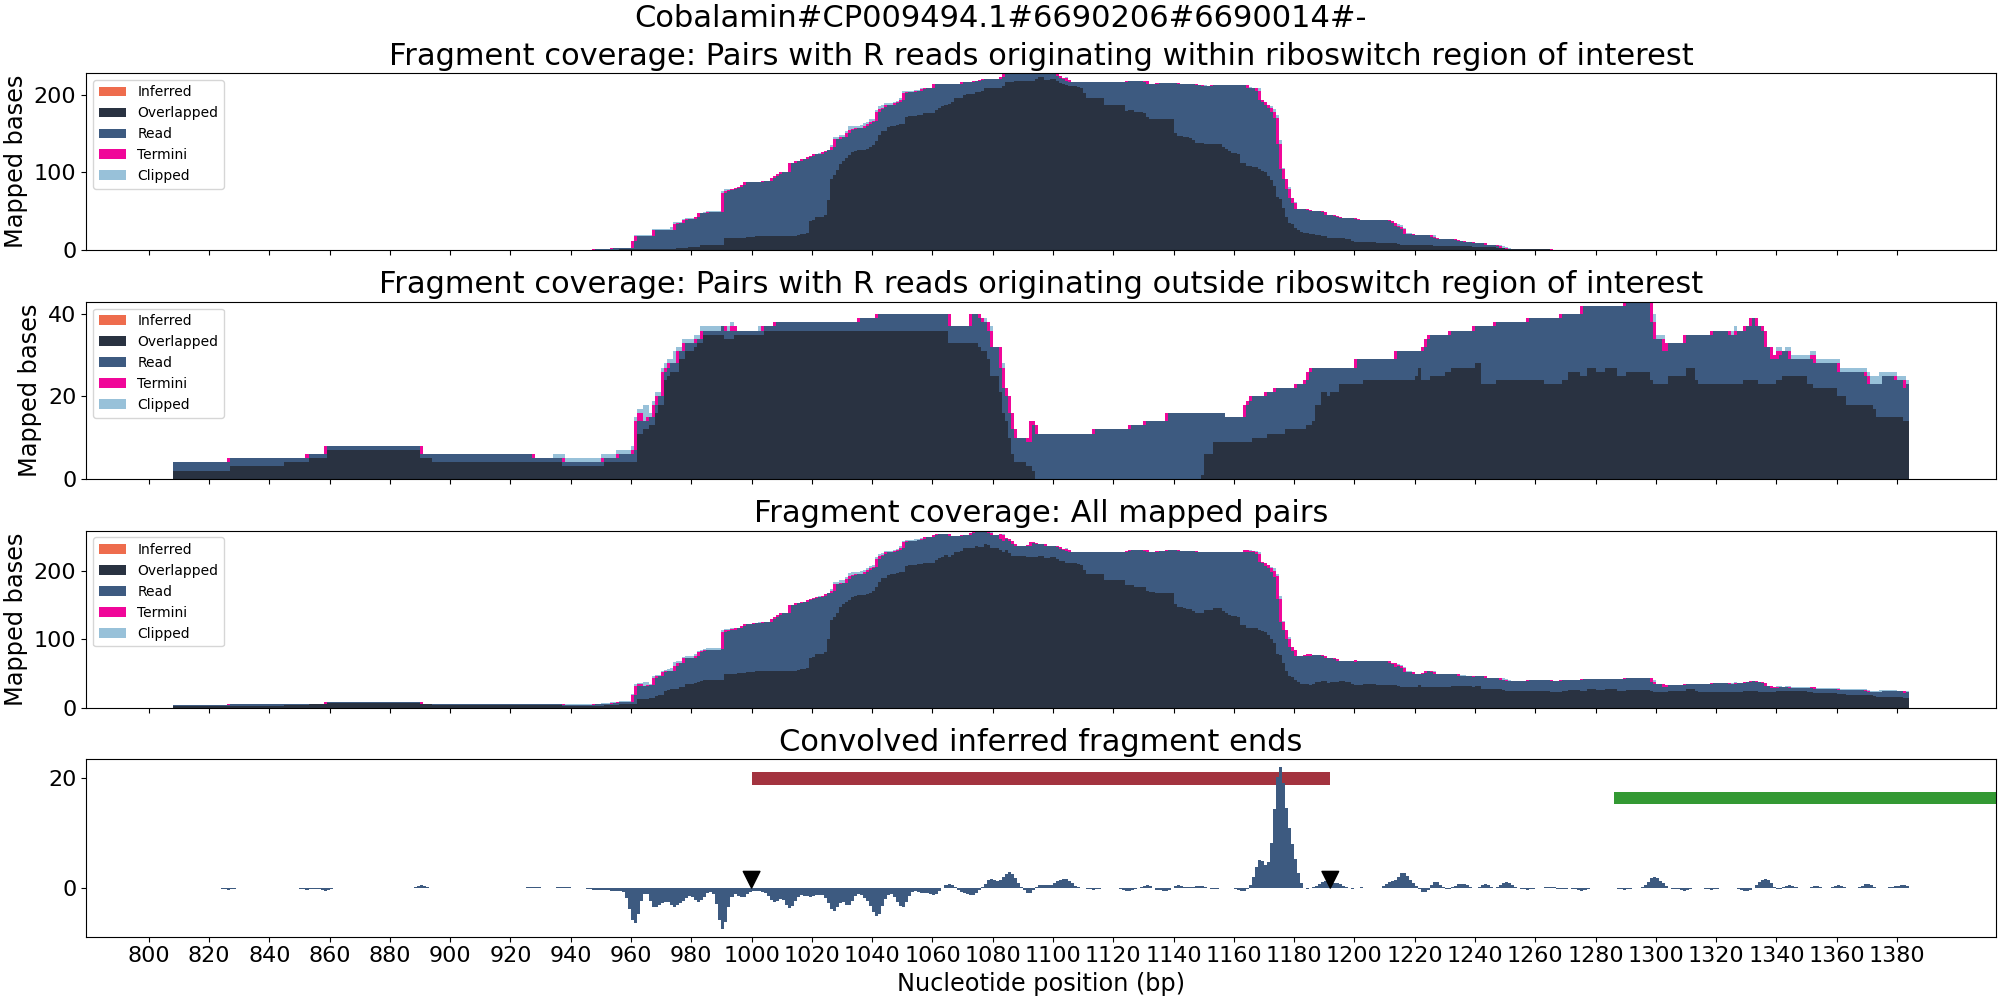 Cobalamin#CP009494.1#6690206#6690014#-
Fragment coverage: Pairs with R reads originating within riboswitch region of interest
Mapped bases
200
100
0
Inferred
Overlapped
Read
Termini
Clipped
Fragment coverage: Pairs with R reads originating outside riboswitch region of interest
Mapped bases
40
20
0
Inferred
Overlapped
Read
Termini
Clipped
Fragment coverage: All mapped pairs
Mapped bases
200
100
0
Inferred
Overlapped
Read
Termini
Clipped
Convolved inferred fragment ends
20
0
800 820 840 860 880 900 920 940 960 980 1000 1020 1040 1060 1080 1100 1120 1140 1160 1180 1200 1220 1240 1260 1280 1300 1320 1340 1360 1380
Nucleotide position (bp)